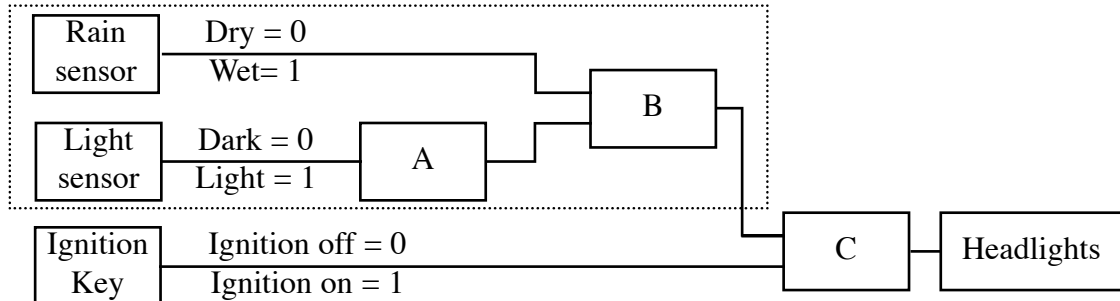 Rain
sensor
Dry = 0
Wet= 1
B
Light
sensor
Dark = 0
Light = 1
A
Ignition
Key
Ignition off = 0
Ignition on = 1
C
Headlights